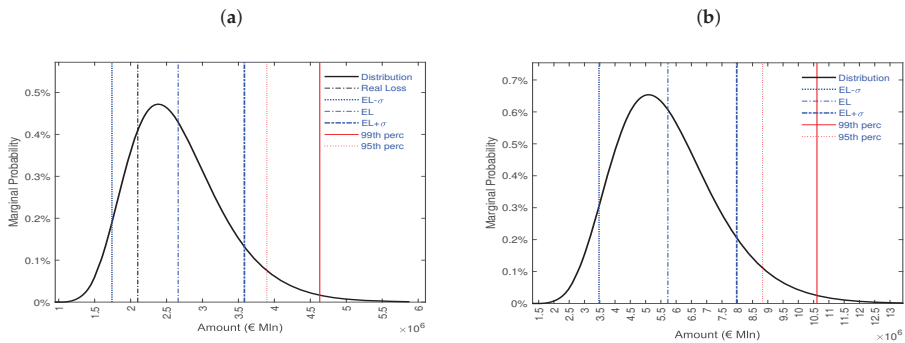 (a)
0.5%
0.4%
0.3%
0.2%
0.1%
0%
Marginal Probability
Distribution
Real Loss
EL-σ
EL
EL+σ
99th perc
95th perc
1 1.5 2 2.5 3 3.5 4 4.5 5 5.5 6
Amount (€ Mln)
×10⁶
(b)
0.7%
0.6%
0.5%
0.4%
0.3%
0.2%
0.1%
0%
Marginal Probability
Distribution
EL-σ
EL
EL+σ
99th perc
95th perc
1.5 2 2.5 3 3.5 4 4.5 5 5.5 6 6.5 7 7.5 8 8.5 9 9.5 10 10.5 11 11.5 12 12.5 13
Amount (€ Mln)
×10⁶